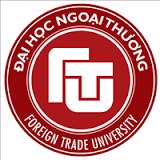 ĐẠI HỌC NGOẠI THƯƠNG
FTU
FOREIGN TRADE UNIVERSITY